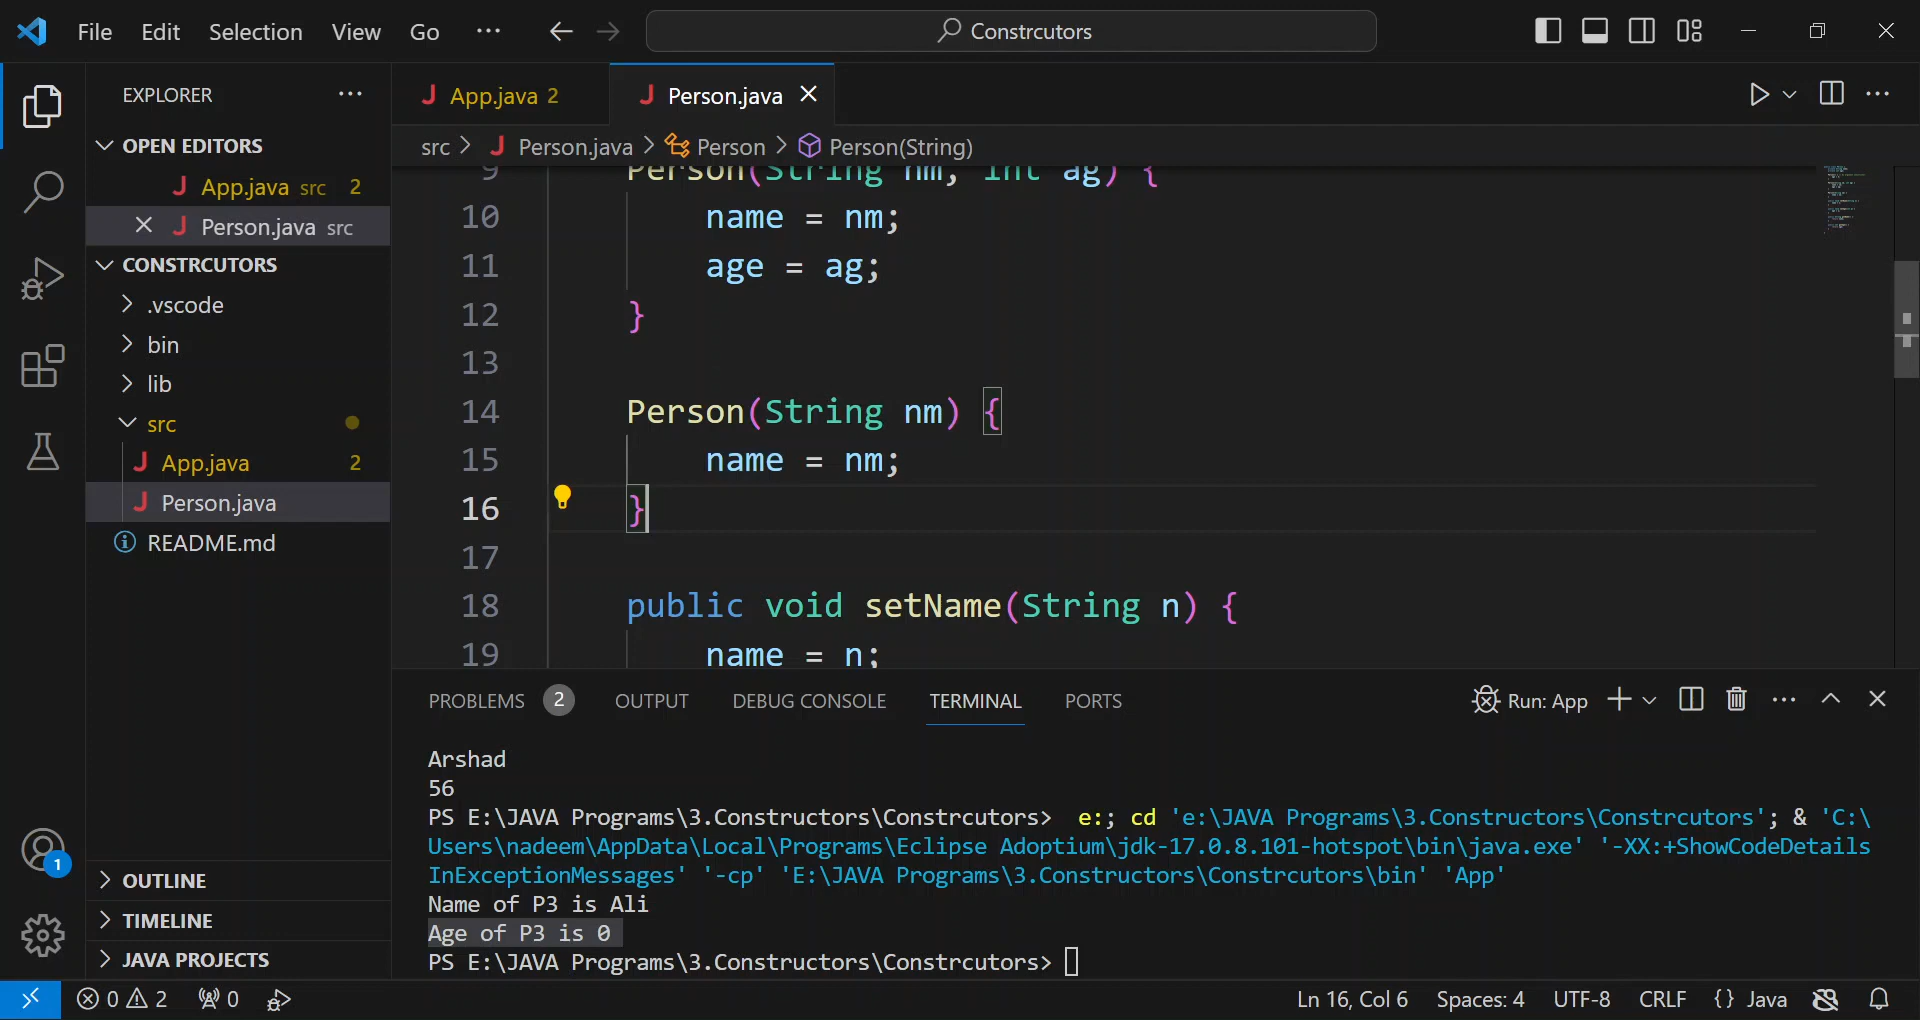 File Edit Selection View Go ··· Constrcutors
EXPLORER ···
OPEN EDITORS
App.java src 2
Person.java src
CONSTRCUTORS
.vscode
bin
lib
src
App.java 2
Person.java
README.md
OUTLINE
TIMELINE
JAVA PROJECTS
App.java 2 Person.java
src > Person.java > Person > Person(String)
9 Person(String nm, int ag) {
10 name = nm;
11 age = ag;
12 }
13
14 Person(String nm) {
15 name = nm;
16 }
17
18 public void setName(String n) {
19 name = n;
PROBLEMS 2 OUTPUT DEBUG CONSOLE TERMINAL PORTS Run: App
Arshad
56
PS E:\JAVA Programs\3.Constructors\Constrcutors> e:; cd 'e:\JAVA Programs\3.Constructors\Constrcutors'; & 'C:\
Users\nadeem\AppData\Local\Programs\Eclipse Adoptium\jdk-17.0.8.101-hotspot\bin\java.exe' '-XX:+ShowCodeDetails
InExceptionMessages' '-cp' 'E:\JAVA Programs\3.Constructors\Constrcutors\bin' 'App'
Name of P3 is Ali
Age of P3 is 0
PS E:\JAVA Programs\3.Constructors\Constrcutors>
1
0 2 0 Ln 16, Col 6 Spaces: 4 UTF-8 CRLF {} Java